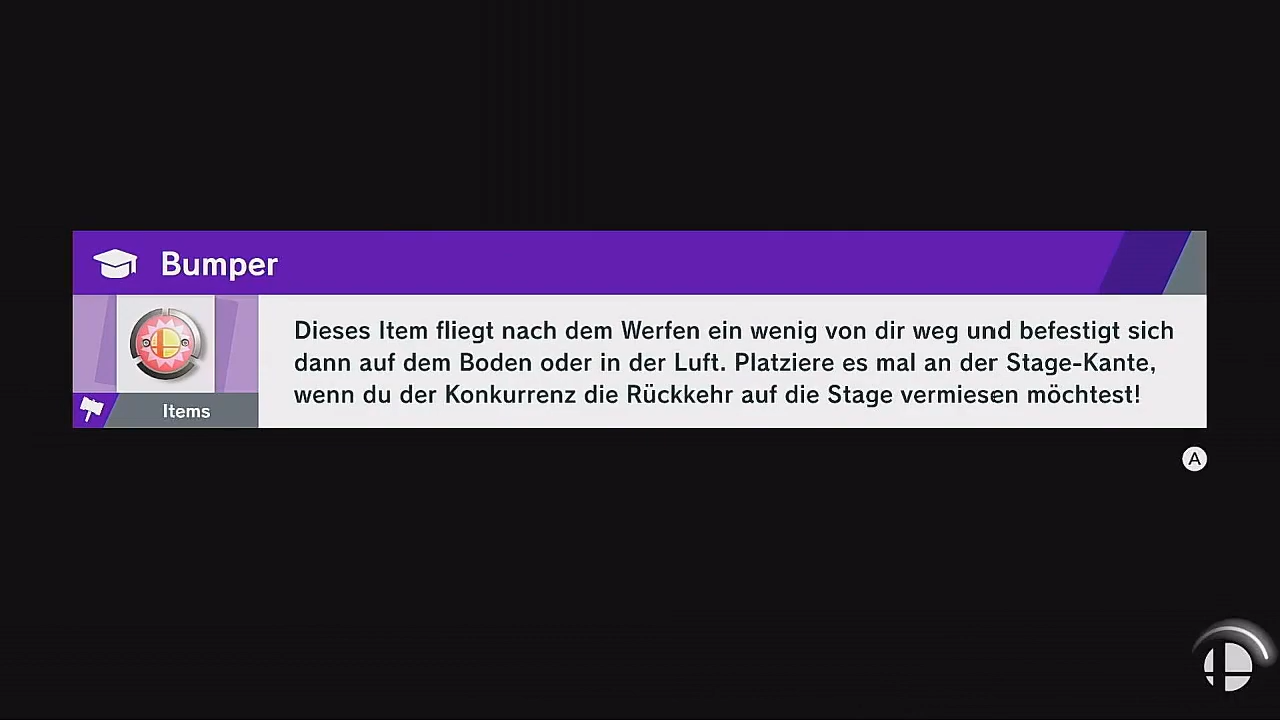 Bumper
Dieses Item fliegt nach dem Werfen ein wenig von dir weg und befestigt sich
dann auf dem Boden oder in der Luft. Platziere es mal an der Stage-Kante,
wenn du der Konkurrenz die Rückkehr auf die Stage vermiesen möchtest!
Items
A